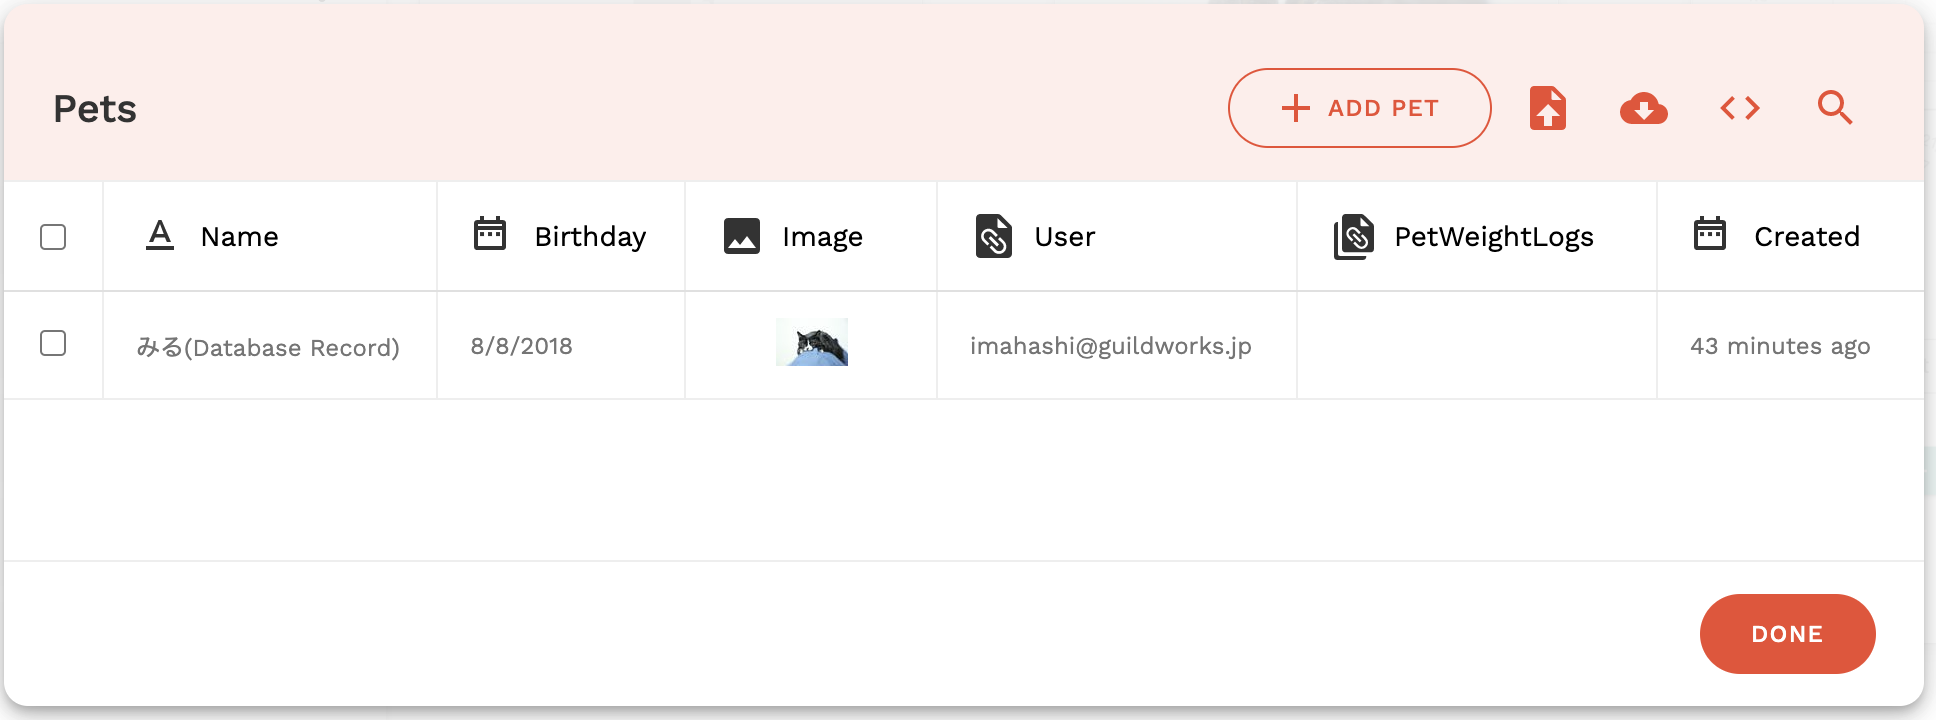 Pets
ADD PET
Name Birthday Image User PetWeightLogs Created
みる(Database Record) 8/8/2018 imahashi@guildworks.jp 43 minutes ago
DONE